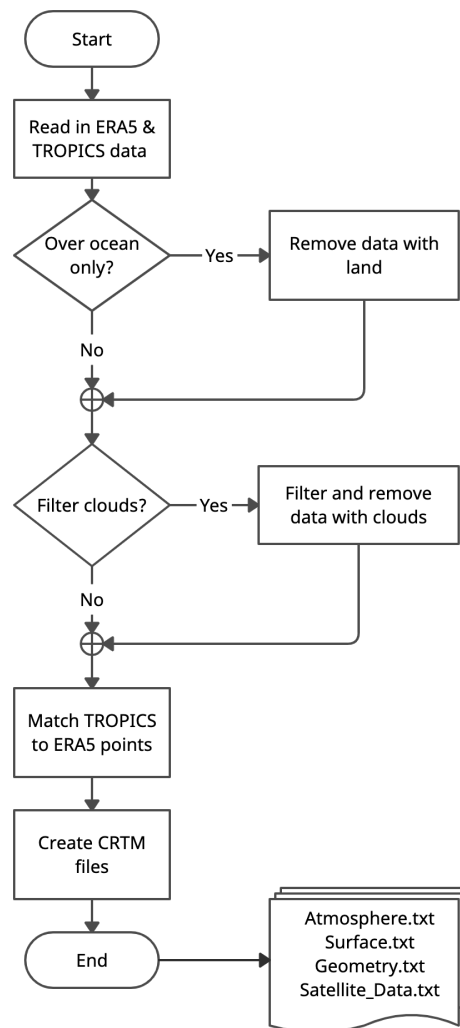 Start
Read in ERA5 &
TROPICS data
Over ocean
only?
Yes
Remove data with
land
No
Filter clouds?
Yes
Filter and remove
data with clouds
No
Match TROPICS
to ERA5 points
Create CRTM
files
End
Atmosphere.txt
Surface.txt
Geometry.txt
Satellite_Data.txt